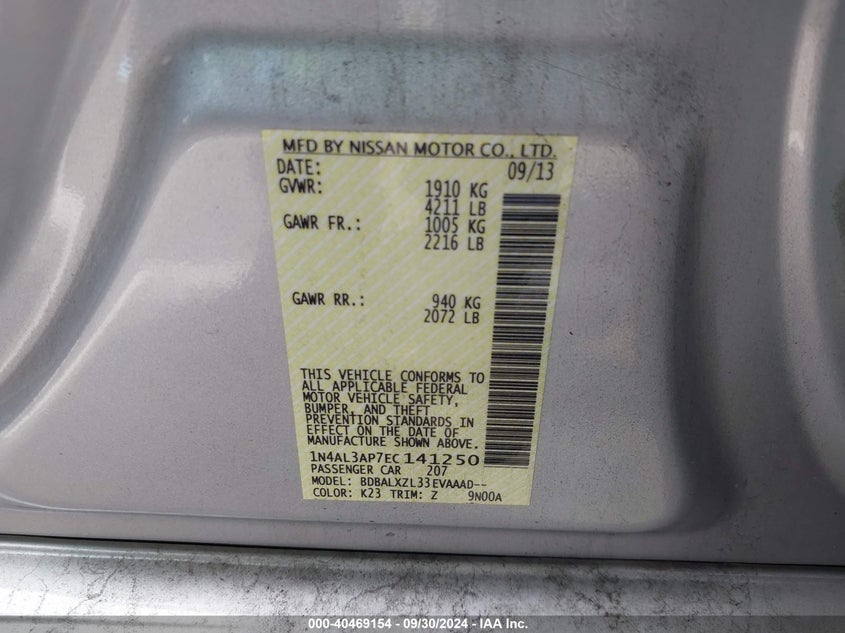 MFD BY NISSAN MOTOR CO., LTD.
DATE: 09/13
GVWR: 1910 KG
4211 LB
GAWR FR.: 1005 KG
2216 LB
GAWR RR.: 940 KG
2072 LB
THIS VEHICLE CONFORMS TO
ALL APPLICABLE FEDERAL
MOTOR VEHICLE SAFETY,
BUMPER, AND THEFT
PREVENTION STANDARDS IN
EFFECT ON THE DATE OF
MANUFACTURE SHOWN ABOVE.
1N4AL3AP7EC141250
PASSENGER CAR 207
MODEL: BDBALXZL33EVAAAD--
COLOR: K23 TRIM: Z 9N00A
000-40469154 - 09/30/2024 - IAA Inc.